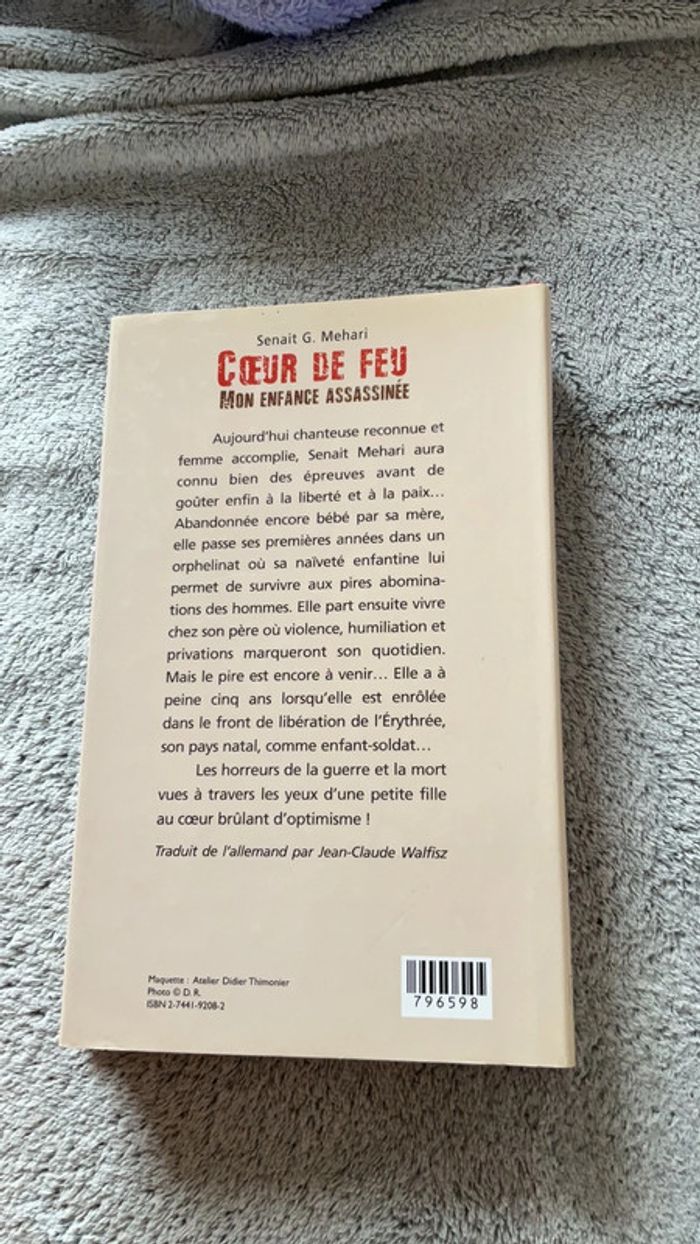 Senait G. Mehari
CŒUR DE FEU
MON ENFANCE ASSASSINÉE
Aujourd'hui chanteuse reconnue et
femme accomplie, Senait Mehari aura
connu bien des épreuves avant de
goûter enfin à la liberté et à la paix...
Abandonnée encore bébé par sa mère,
elle passe ses premières années dans un
orphelinat où sa naïveté enfantine lui
permet de survivre aux pires abomina-
tions des hommes. Elle part ensuite vivre
chez son père où violence, humiliation et
privations marqueront son quotidien.
Mais le pire est encore à venir... Elle a à
peine cinq ans lorsqu'elle est enrôlée
dans le front de libération de l'Érythrée,
son pays natal, comme enfant-soldat...
Les horreurs de la guerre et la mort
vues à travers les yeux d'une petite fille
au cœur brûlant d'optimisme !
Traduit de l'allemand par Jean-Claude Walfisz
Maquette : Atelier Didier Thimonier
Photo © D. R.
ISBN 2-7441-9208-2
796598